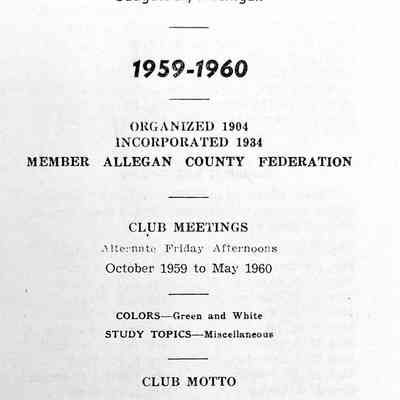 1959-1960
ORGANIZED 1904
INCORPORATED 1934
MEMBER ALLEGAN COUNTY FEDERATION
CLUB MEETINGS
Alternate Friday Afternoons
October 1959 to May 1960
COLORS—Green and White
STUDY TOPICS—Miscellaneous
CLUB MOTTO